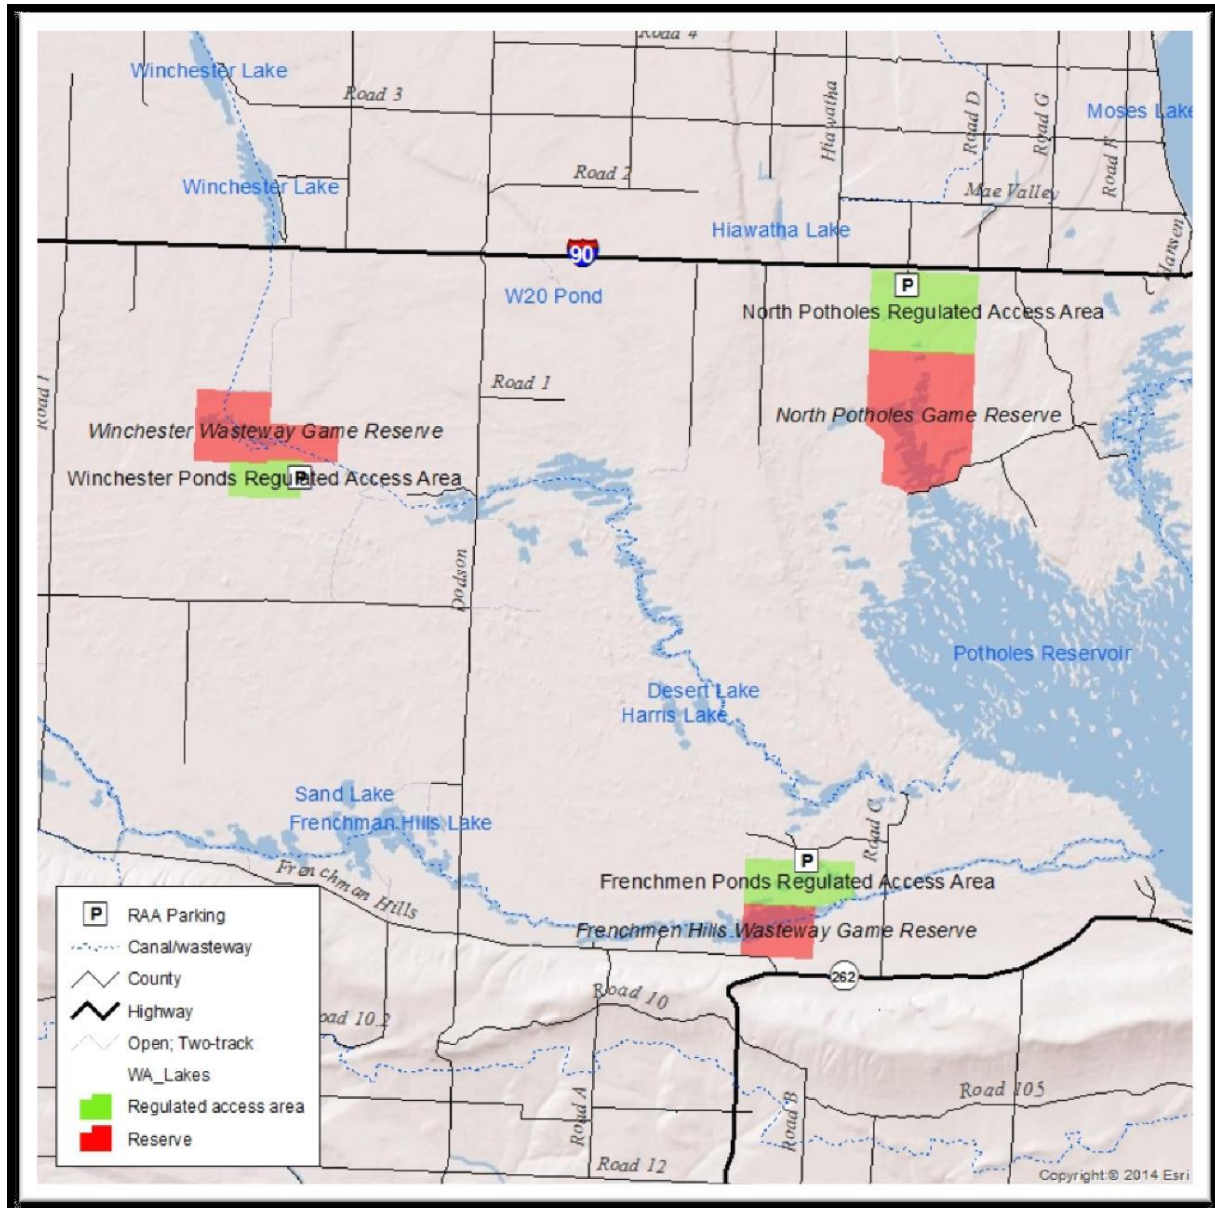 Road 4
Winchester Lake
Road 3
Hiawatha
Road D
Road G
Moses Lake
Road F
Road 2
Winchester Lake
Mae Valley
Hiawatha Lake
Hansen
90
W20 Pond
P
North Potholes Regulated Access Area
Road 1
Road 1
North Potholes Game Reserve
Winchester Wasteway Game Reserve
P
Winchester Ponds Regulated Access Area
Dodson
Potholes Reservoir
Desert Lake
Harris Lake
Sand Lake
Frenchman Hills Lake
Road C
P
Frenchman Hills
Frenchmen Ponds Regulated Access Area
Frenchmen Hills Wasteway Game Reserve
262
Road 10
oad 10.2
Road 105
Road A
Road B
Road 12
P RAA Parking
Canal/wasteway
County
Highway
Open; Two-track
WA_Lakes
Regulated access area
Reserve
Copyright:© 2014 Esri